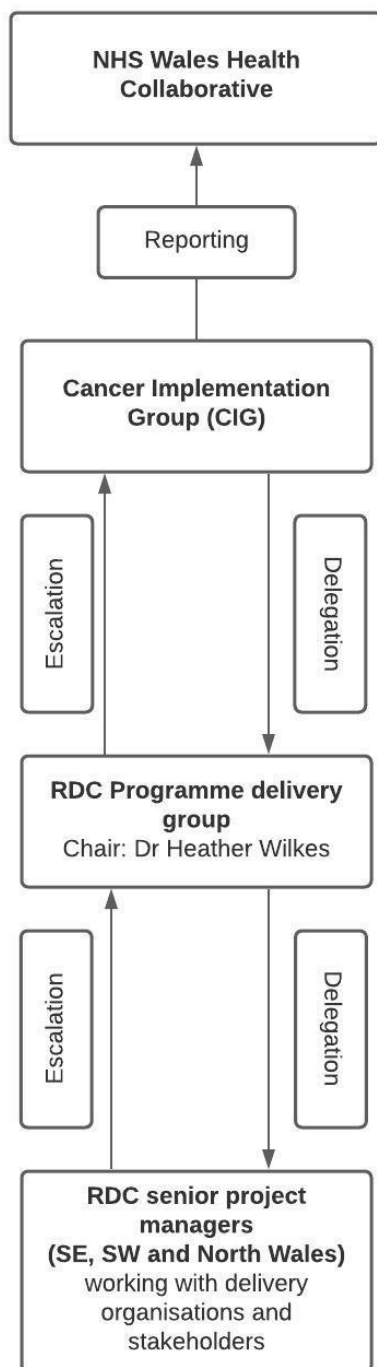 NHS Wales Health
Collaborative
Reporting
Cancer Implementation
Group (CIG)
Escalation
Delegation
RDC Programme delivery
group
Chair: Dr Heather Wilkes
Escalation
Delegation
RDC senior project
managers
(SE, SW and North Wales)
working with delivery
organisations and
stakeholders